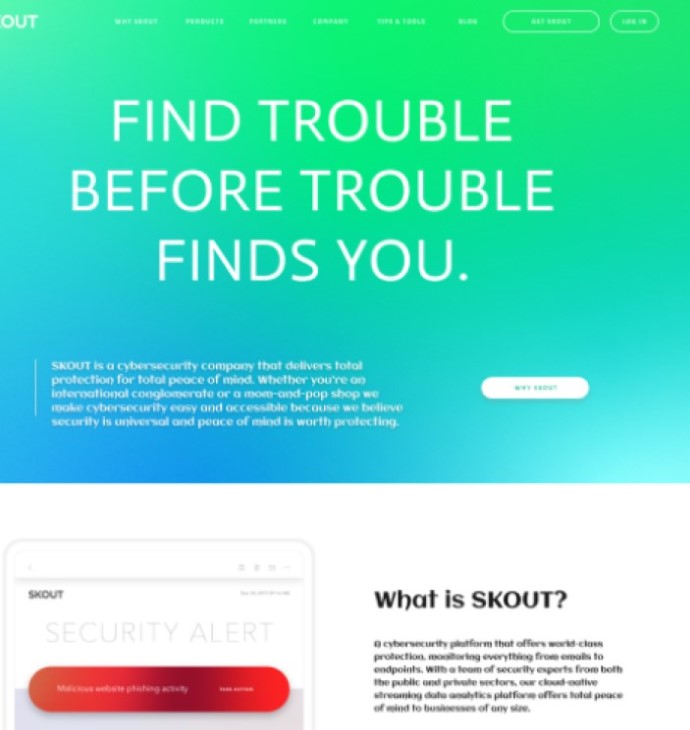 KOUT
WHY SKOUT PRODUCTS PARTNERS COMPANY TIPS & TOOLS BLOG GET SKOUT LOG IN
FIND TROUBLE
BEFORE TROUBLE
FINDS YOU.
SKOUT is a cybersecurity company that delivers total
protection for total peace of mind. Whether you're an
international conglomerate or a mom-and-pop shop we
make cybersecurity easy and accessible because we believe
security is universal and peace of mind is worth protecting.
WHY SKOUT
SKOUT
SECURITY ALERT
Malicious website phishing activity TAKE ACTION
What is SKOUT?
A cybersecurity platform that offers world-class
protection, monitoring everything from emails to
endpoints. With a team of security experts from both
the public and private sectors, our cloud-native
streaming data analytics platform offers total peace
of mind to businesses of any size.